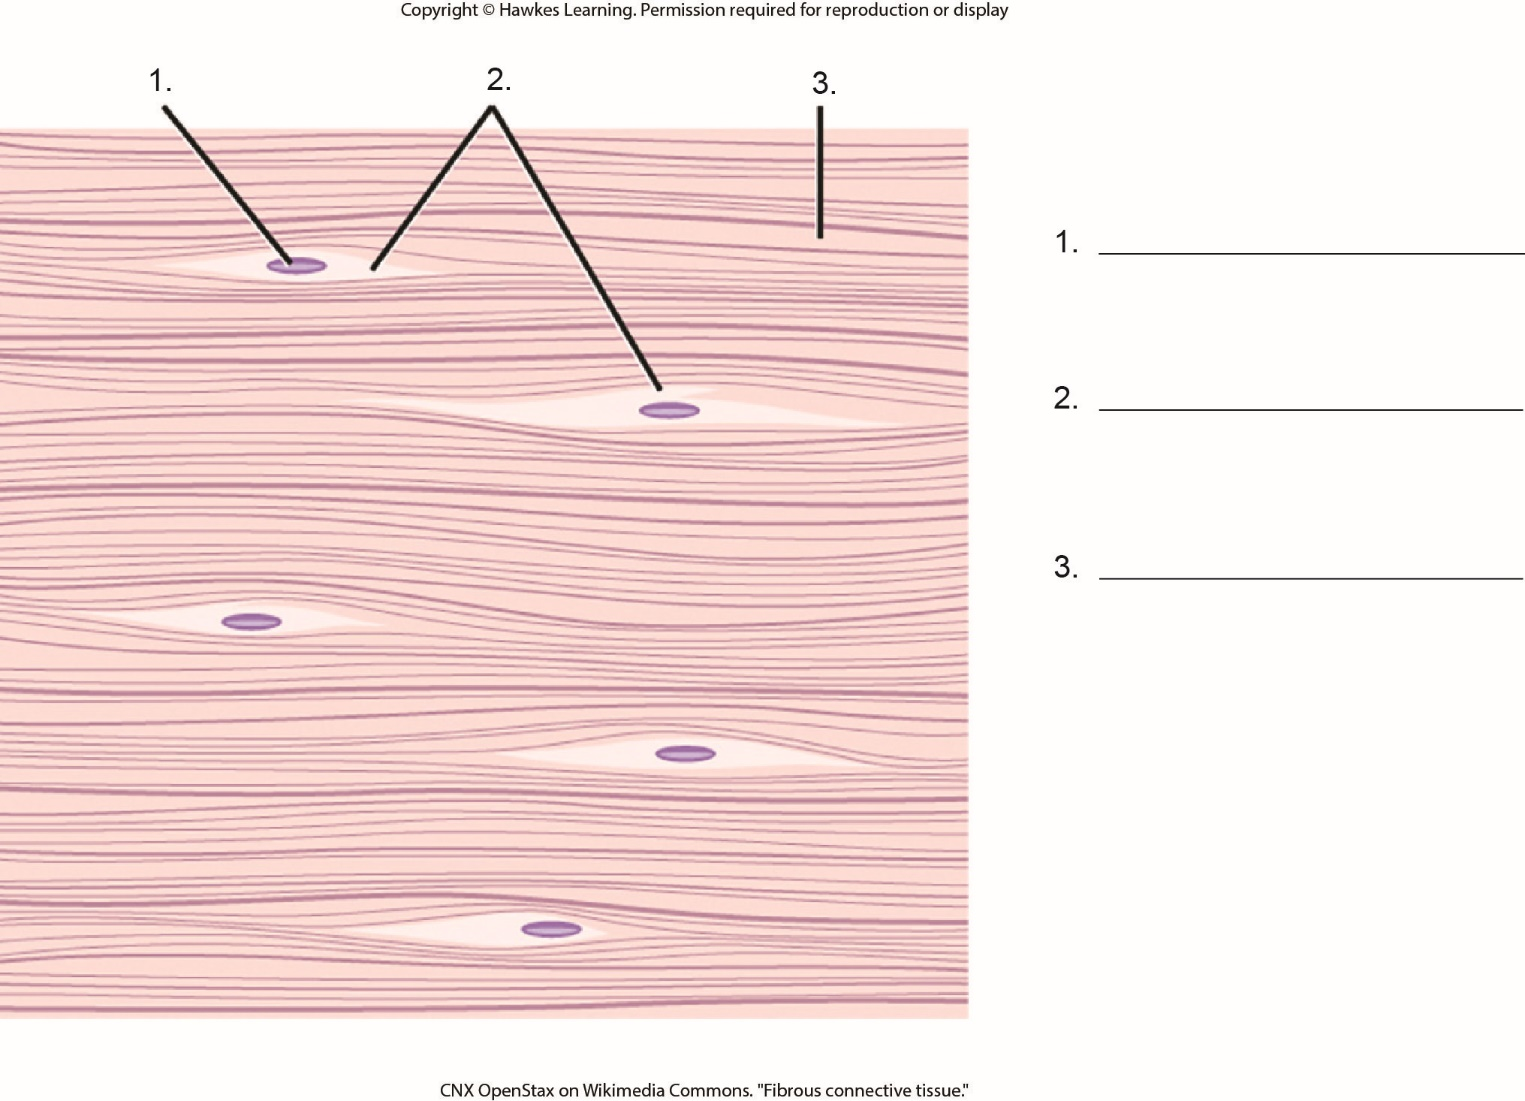 Copyright © Hawkes Learning. Permission required for reproduction or display
1. 2. 3.
1.
2.
3.
CNX OpenStax on Wikimedia Commons. "Fibrous connective tissue."